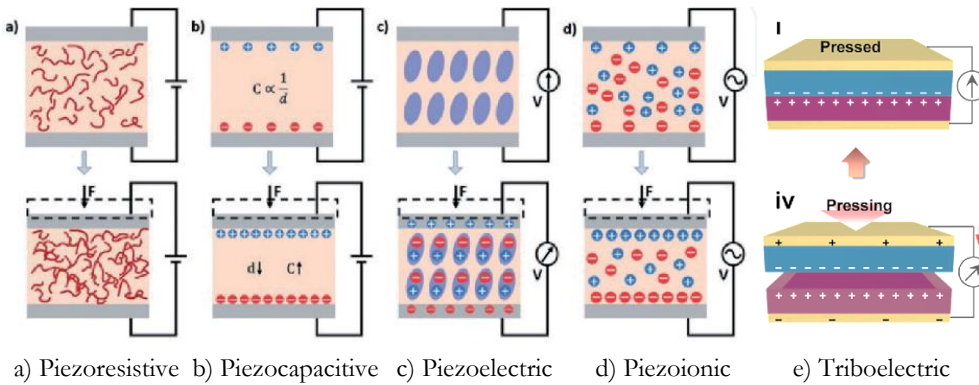 a)
b)
c)
d)
I
Pressed
C ∝ 1/d
V
F
F
F
F
iv
Pressing
d↓ C↑
V
V
V
a) Piezoresistive b) Piezocapacitive c) Piezoelectric d) Piezoionic e) Triboelectric